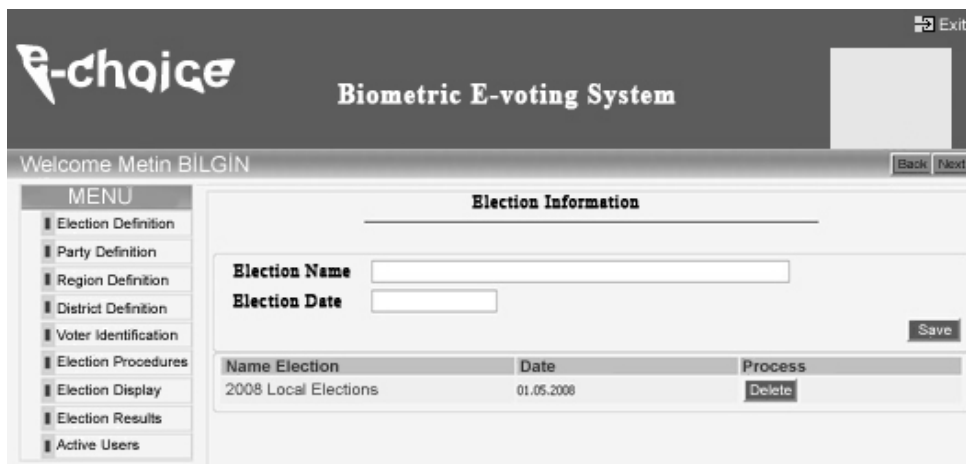 Exit
e-choice
Biometric E-voting System
Welcome Metin BİLGİN
Back Next
MENU
Election Definition
Party Definition
Region Definition
District Definition
Voter Identification
Election Procedures
Election Display
Election Results
Active Users
Election Information
Election Name
Election Date
Save
Name Election Date Process
2008 Local Elections 01.05.2008 Delete